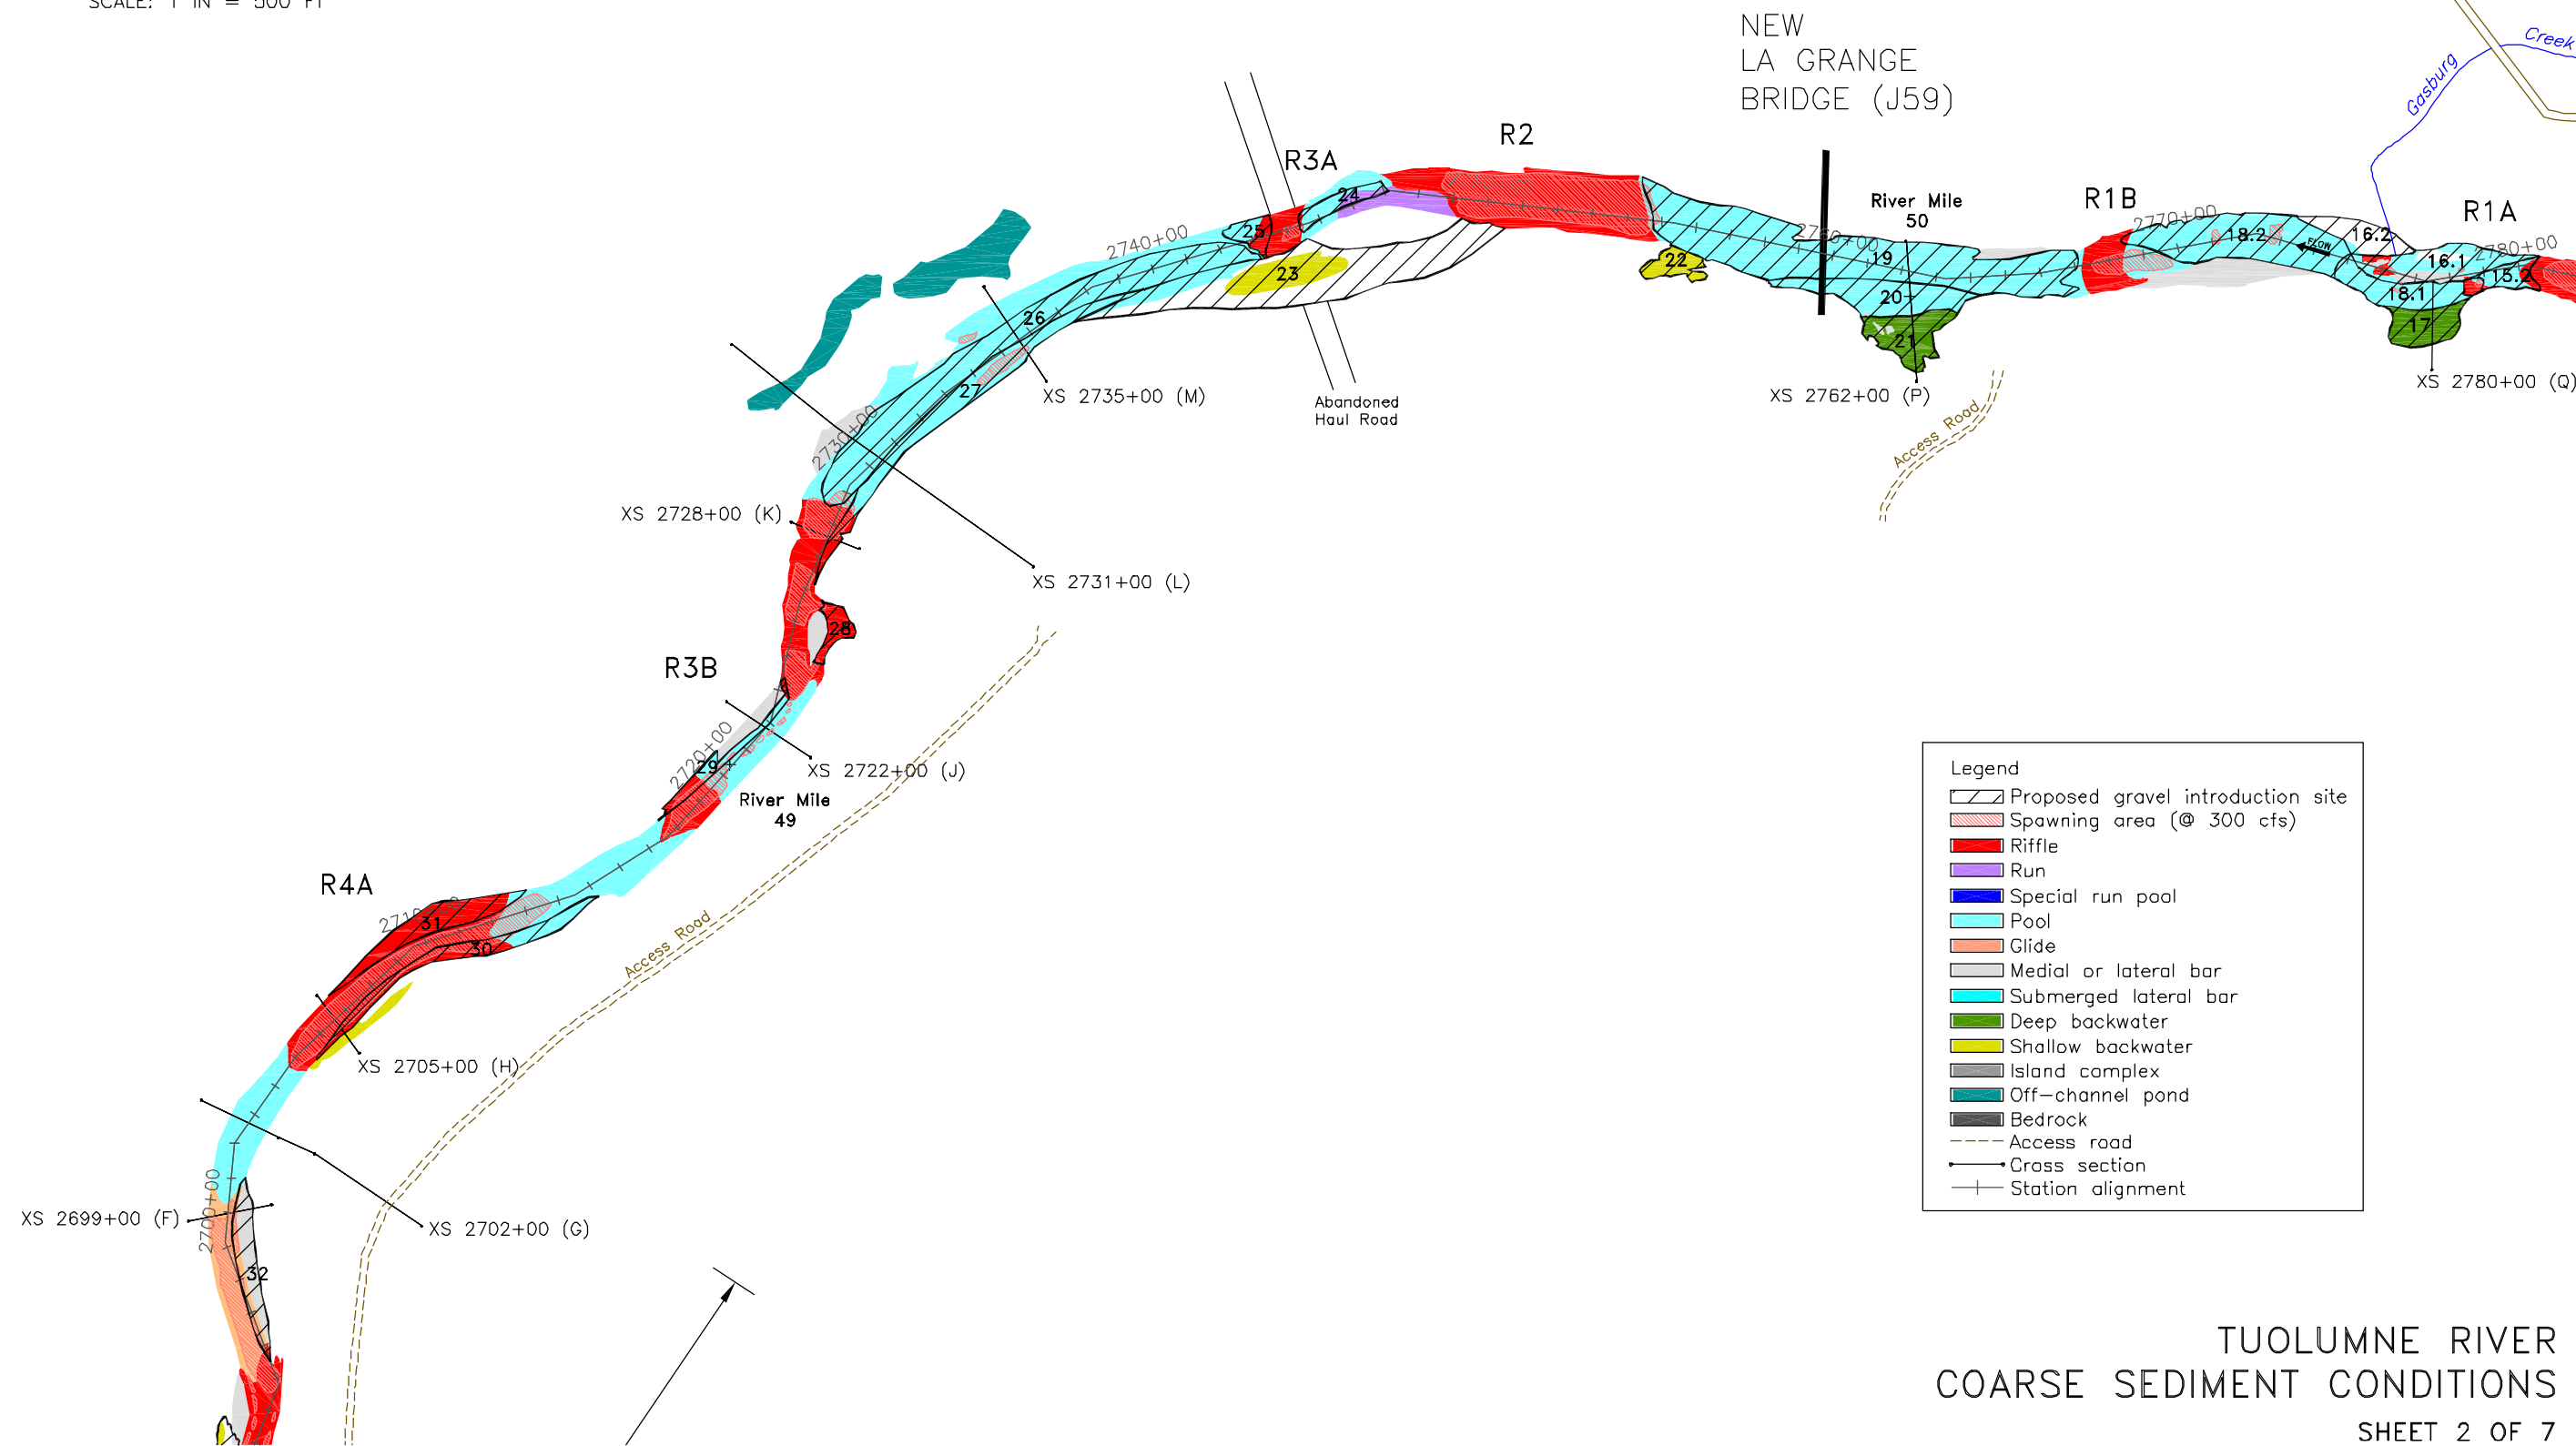 SCALE: 1 IN = 500 FT
NEW
LA GRANGE
BRIDGE (J59)
Gasburg
Creek
R2
R3A
River Mile
50
R1B
R1A
2770+00
2780+00
2740+00
24
25
23
22
19
20
21
18.2
16.2
16.1
15.2
18.1
17
FLOW
26
27
XS 2735+00 (M)
Abandoned
Haul Road
XS 2762+00 (P)
XS 2780+00 (Q)
Access Road
2730+00
XS 2728+00 (K)
XS 2731+00 (L)
28
R3B
2720+00
29
XS 2722+00 (J)
River Mile
49
R4A
31
30
Access Road
XS 2705+00 (H)
2700+00
XS 2699+00 (F)
XS 2702+00 (G)
32
Legend
Proposed gravel introduction site
Spawning area (@ 300 cfs)
Riffle
Run
Special run pool
Pool
Glide
Medial or lateral bar
Submerged lateral bar
Deep backwater
Shallow backwater
Island complex
Off-channel pond
Bedrock
Access road
Cross section
Station alignment
TUOLUMNE RIVER
COARSE SEDIMENT CONDITIONS
SHEET 2 OF 7